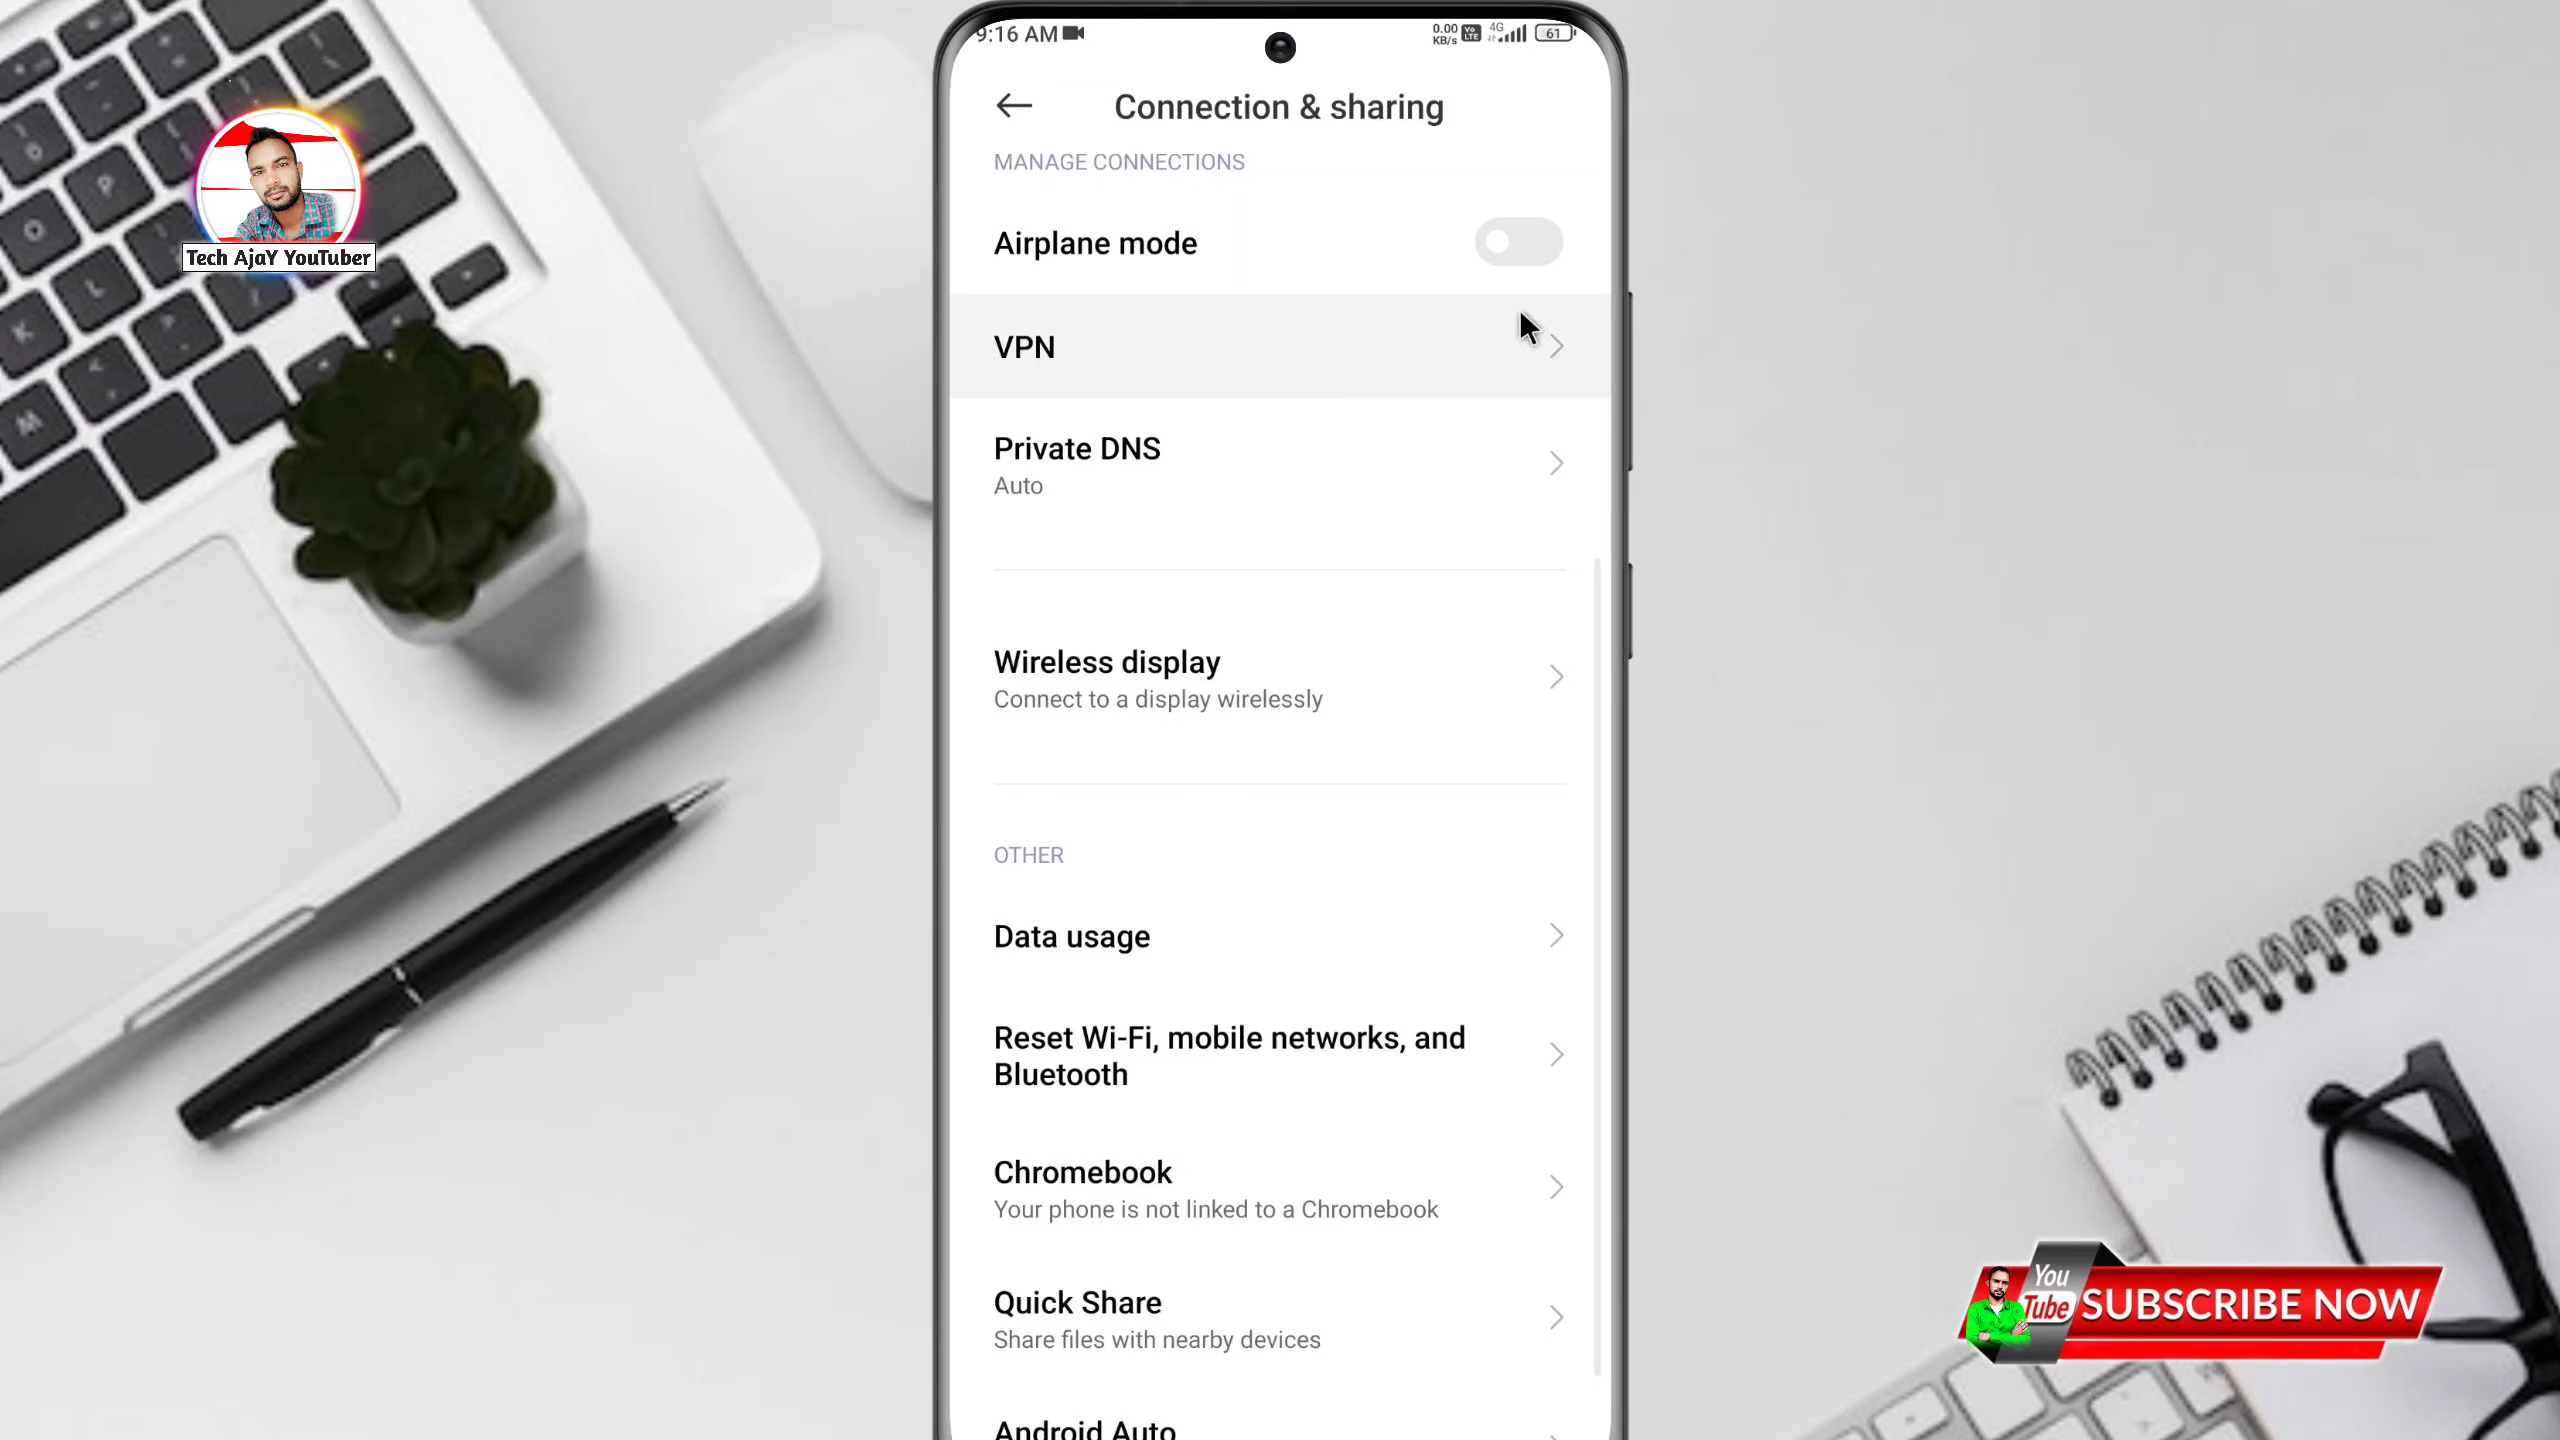 9:16 AM
0.00 KB/s
Vo LTE
4G
61
Connection & sharing
MANAGE CONNECTIONS
Airplane mode
VPN
Private DNS
Auto
Wireless display
Connect to a display wirelessly
OTHER
Data usage
Reset Wi-Fi, mobile networks, and
Bluetooth
Chromebook
Your phone is not linked to a Chromebook
Quick Share
Share files with nearby devices
Android Auto
Tech AjaY YouTuber
O
P
K
L
M
You
Tube
SUBSCRIBE NOW